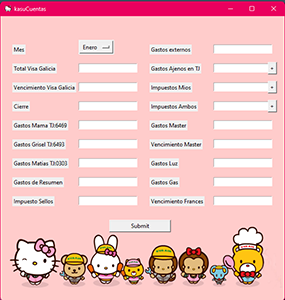 kasuCuentas
Mes Enero Gastos externos
Total Visa Galicia Gastos Ajenos en TJ +
Vencimiento Visa Galicia Impuestos Mios +
Cierre Impuestos Ambos +
Gastos Mama TJ:6469 Gastos Master
Gastos Grisel TJ:6493 Vencimiento Master
Gastos Matias TJ:0303 Gastos Luz
Gastos de Resumen Gastos Gas
Impuesto Sellos Vencimiento Frances
Submit